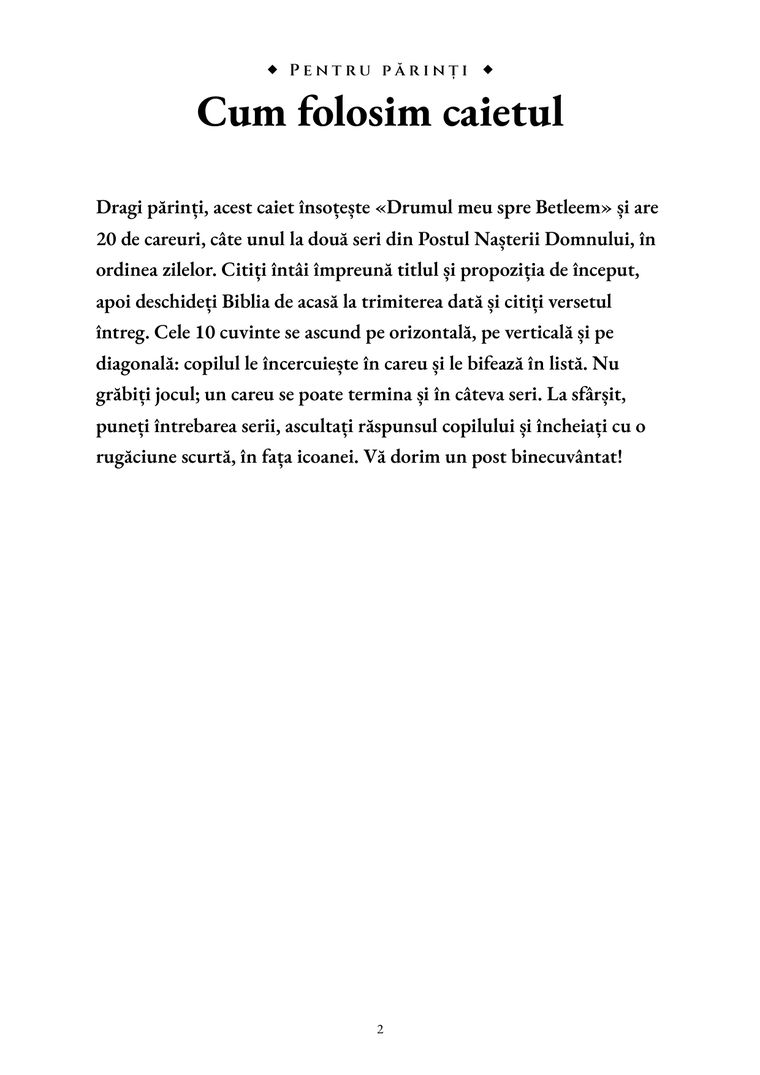 ◆ PENTRU PĂRINȚI ◆
Cum folosim caietul
Dragi părinți, acest caiet însoțește «Drumul meu spre Betleem» și are
20 de careuri, câte unul la două seri din Postul Nașterii Domnului, în
ordinea zilelor. Citiți întâi împreună titlul și propoziția de început,
apoi deschideți Biblia de acasă la trimiterea dată și citiți versetul
întreg. Cele 10 cuvinte se ascund pe orizontală, pe verticală și pe
diagonală: copilul le încercuiește în careu și le bifează în listă. Nu
grăbiți jocul; un careu se poate termina și în câteva seri. La sfârșit,
puneți întrebarea serii, ascultați răspunsul copilului și încheiați cu o
rugăciune scurtă, în fața icoanei. Vă dorim un post binecuvântat!
2